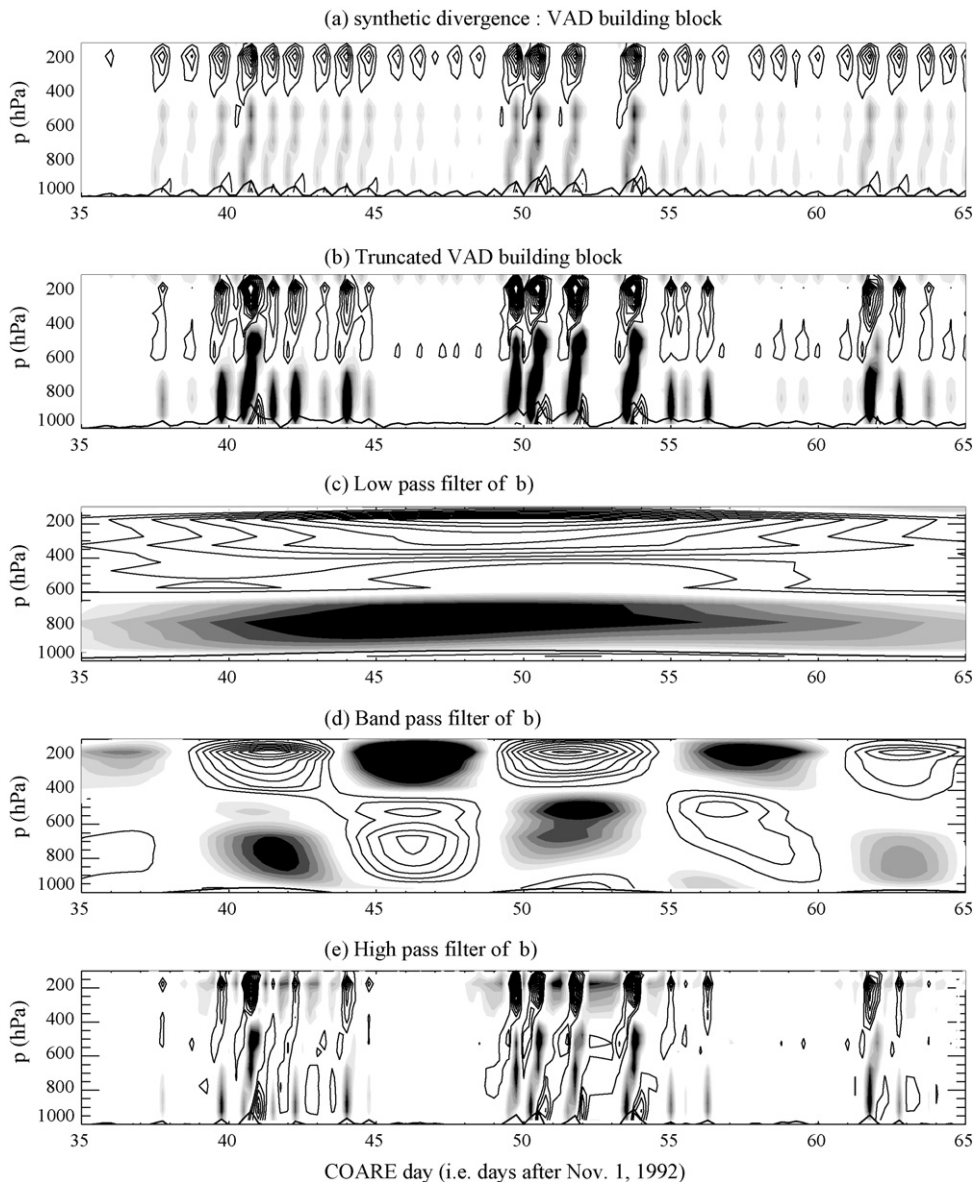 (a) synthetic divergence : VAD building block
p (hPa)
200
400
600
800
1000
35 40 45 50 55 60 65
(b) Truncated VAD building block
p (hPa)
200
400
600
800
1000
35 40 45 50 55 60 65
(c) Low pass filter of b)
p (hPa)
200
400
600
800
1000
35 40 45 50 55 60 65
(d) Band pass filter of b)
p (hPa)
200
400
600
800
1000
35 40 45 50 55 60 65
(e) High pass filter of b)
p (hPa)
200
400
600
800
1000
35 40 45 50 55 60 65
COARE day (i.e. days after Nov. 1, 1992)